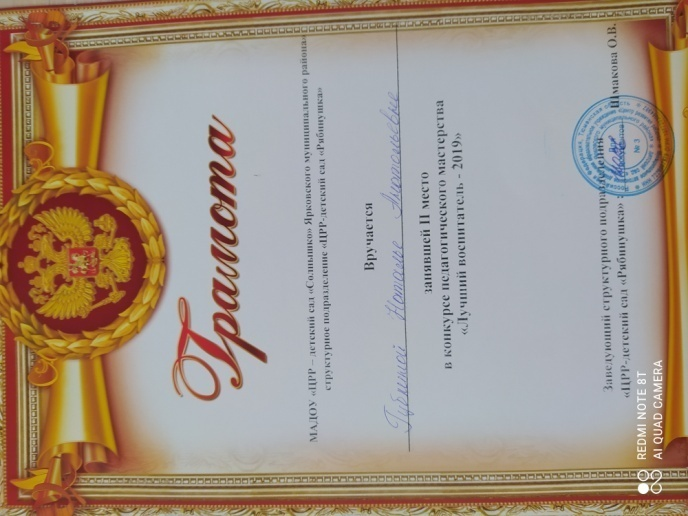 Грамота
МАДОУ «ЦРР – детский сад «Солнышко» Ярковского муниципального района»
структурное подразделение «ЦРР-детский сад «Рябинушка»
Вручается
Наталье Анатольевне
занявшей II место
в конкурсе педагогического мастерства
«Лучший воспитатель - 2019»
Заведующий структурного подразделения
«ЦРР-детский сад «Рябинушка» Шмакова О.В.
№ 3
REDMI NOTE 8T
AI QUAD CAMERA